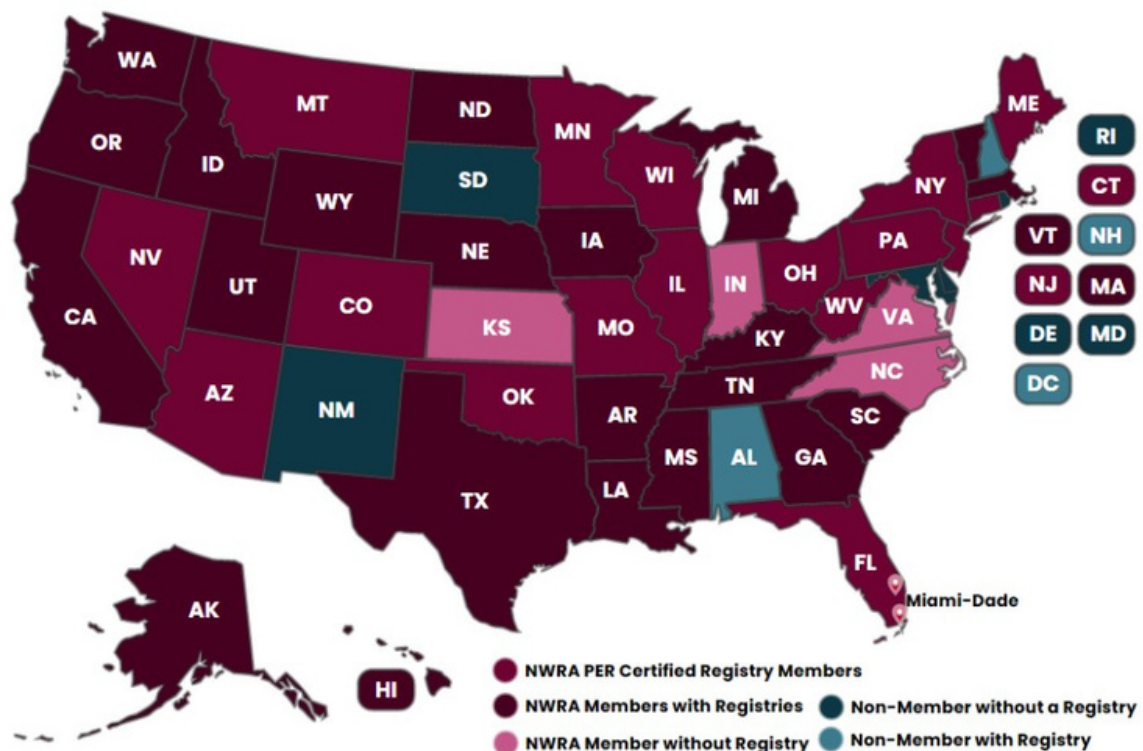 WA
MT
ND
MN
ME
OR
ID
SD
WI
RI
WY
MI
NY
CT
NE
IA
PA
VT
NH
NV
UT
CO
IL
IN
OH
NJ
MA
CA
KS
MO
WV
VA
DE
MD
KY
DC
AZ
NM
OK
TN
NC
AR
SC
MS
AL
GA
TX
LA
FL
Miami-Dade
AK
HI
NWRA PER Certified Registry Members
NWRA Members with Registries
Non-Member without a Registry
NWRA Member without Registry
Non-Member with Registry